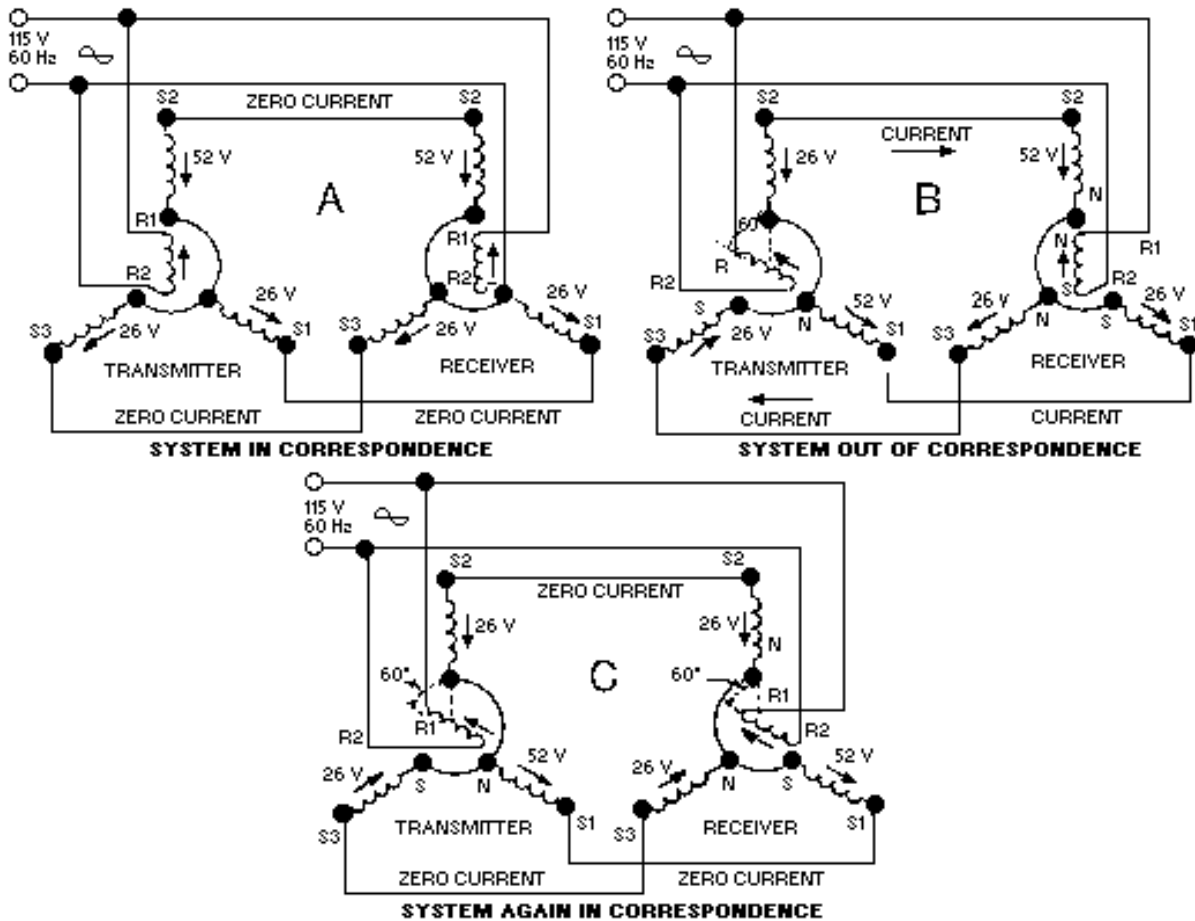 115 V
60 Hz
S2
ZERO CURRENT
S2
52 V
52 V
A
R1
R1
R2
R2
26 V
26 V
S3
26 V
S1
S3
26 V
S1
TRANSMITTER
RECEIVER
ZERO CURRENT
ZERO CURRENT
SYSTEM IN CORRESPONDENCE
115 V
60 Hz
S2
S2
CURRENT
26 V
52 V
B
N
60
N
R1
R
R2
S
R2
S
N
52 V
N
S
26 V
S3
26 V
S1
S3
26 V
S1
TRANSMITTER
RECEIVER
CURRENT
CURRENT
SYSTEM OUT OF CORRESPONDENCE
115 V
60 Hz
S2
S2
ZERO CURRENT
26 V
26 V
N
C
60°
60°
R1
R1
R2
R2
26 V
S
N
52 V
26 V
N
S
52 V
S3
S1
S3
S1
TRANSMITTER
RECEIVER
ZERO CURRENT
ZERO CURRENT
SYSTEM AGAIN IN CORRESPONDENCE